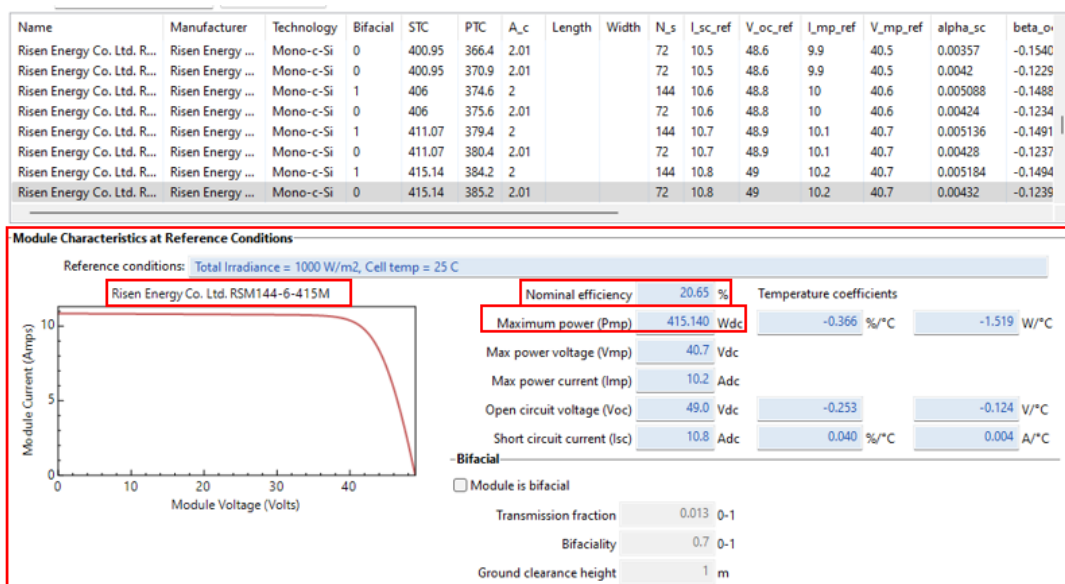 Name Manufacturer Technology Bifacial STC PTC A_c Length Width N_s I_sc_ref V_oc_ref I_mp_ref V_mp_ref alpha_sc beta_o
Risen Energy Co. Ltd. R... Risen Energy ... Mono-c-Si 0 400.95 366.4 2.01 72 10.5 48.6 9.9 40.5 0.00357 -0.1540
Risen Energy Co. Ltd. R... Risen Energy ... Mono-c-Si 0 400.95 370.9 2.01 72 10.5 48.6 9.9 40.5 0.0042 -0.1229
Risen Energy Co. Ltd. R... Risen Energy ... Mono-c-Si 1 406 374.6 2 144 10.6 48.8 10 40.6 0.005088 -0.1488
Risen Energy Co. Ltd. R... Risen Energy ... Mono-c-Si 0 406 375.6 2.01 72 10.6 48.8 10 40.6 0.00424 -0.1234
Risen Energy Co. Ltd. R... Risen Energy ... Mono-c-Si 1 411.07 379.4 2 144 10.7 48.9 10.1 40.7 0.005136 -0.1491
Risen Energy Co. Ltd. R... Risen Energy ... Mono-c-Si 0 411.07 380.4 2.01 72 10.7 48.9 10.1 40.7 0.00428 -0.1237
Risen Energy Co. Ltd. R... Risen Energy ... Mono-c-Si 1 415.14 384.2 2 144 10.8 49 10.2 40.7 0.005184 -0.1494
Risen Energy Co. Ltd. R... Risen Energy ... Mono-c-Si 0 415.14 385.2 2.01 72 10.8 49 10.2 40.7 0.00432 -0.1239
Module Characteristics at Reference Conditions
Reference conditions: Total Irradiance = 1000 W/m2, Cell temp = 25 C
Risen Energy Co. Ltd. RSM144-6-415M
10
5
0
0 10 20 30 40
Module Current (Amps)
Module Voltage (Volts)
Nominal efficiency 20.65 % Temperature coefficients
Maximum power (Pmp) 415.140 Wdc -0.366 %/°C -1.519 W/°C
Max power voltage (Vmp) 40.7 Vdc
Max power current (Imp) 10.2 Adc
Open circuit voltage (Voc) 49.0 Vdc -0.253 -0.124 V/°C
Short circuit current (Isc) 10.8 Adc 0.040 %/°C 0.004 A/°C
Bifacial
Module is bifacial
Transmission fraction 0.013 0-1
Bifaciality 0.7 0-1
Ground clearance height 1 m